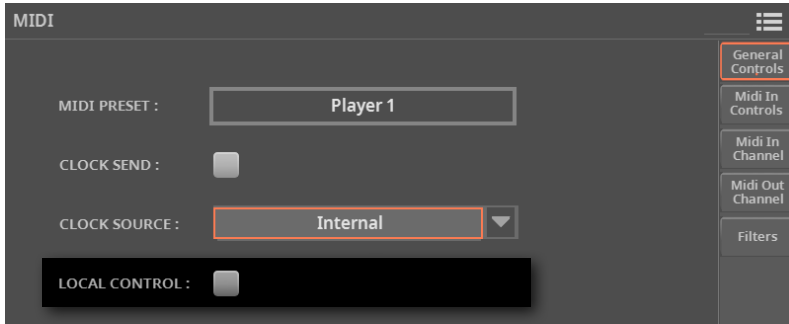 MIDI
General
Controls
MIDI PRESET :
Player 1
Midi In
Controls
CLOCK SEND :
Midi In
Channel
Midi Out
Channel
CLOCK SOURCE :
Internal
Filters
LOCAL CONTROL :